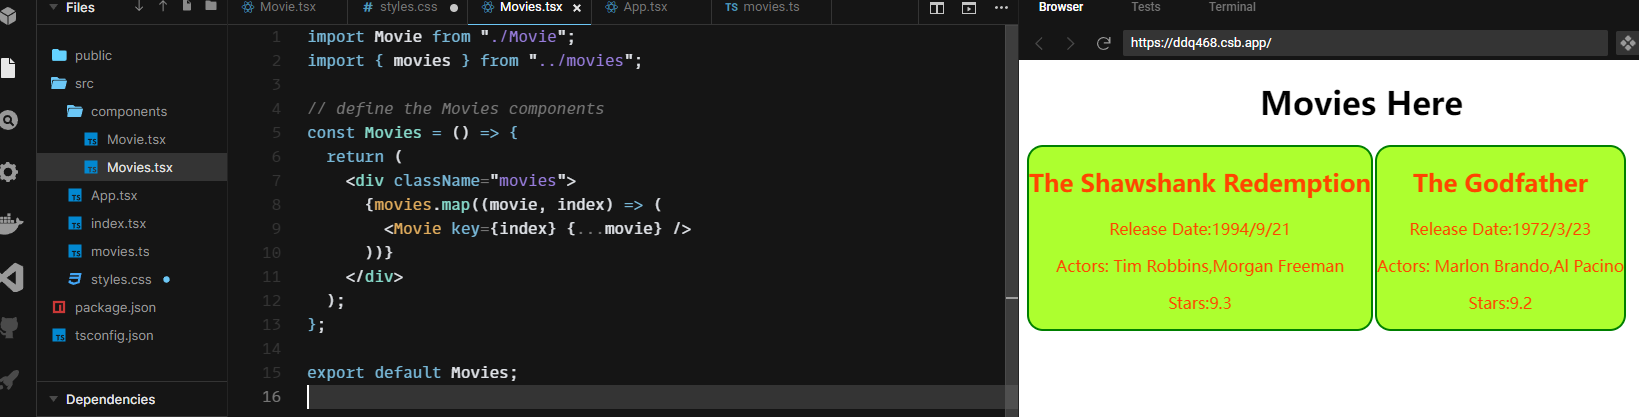 Files
public
src
components
Movie.tsx
Movies.tsx
App.tsx
index.tsx
movies.ts
styles.css
package.json
tsconfig.json
Dependencies
Movie.tsx
# styles.css
Movies.tsx
App.tsx
TS movies.ts
1 import Movie from "./Movie";
2 import { movies } from "../movies";
3
4 // define the Movies components
5 const Movies = () => {
6 return (
7 <div className="movies">
8 {movies.map((movie, index) => (
9 <Movie key={index} {...movie} />
10 ))}
11 </div>
12 );
13 };
14
15 export default Movies;
16
Browser
Tests
Terminal
https://ddq468.csb.app/
Movies Here
The Shawshank Redemption
Release Date:1994/9/21
Actors: Tim Robbins,Morgan Freeman
Stars:9.3
The Godfather
Release Date:1972/3/23
Actors: Marlon Brando,Al Pacino
Stars:9.2